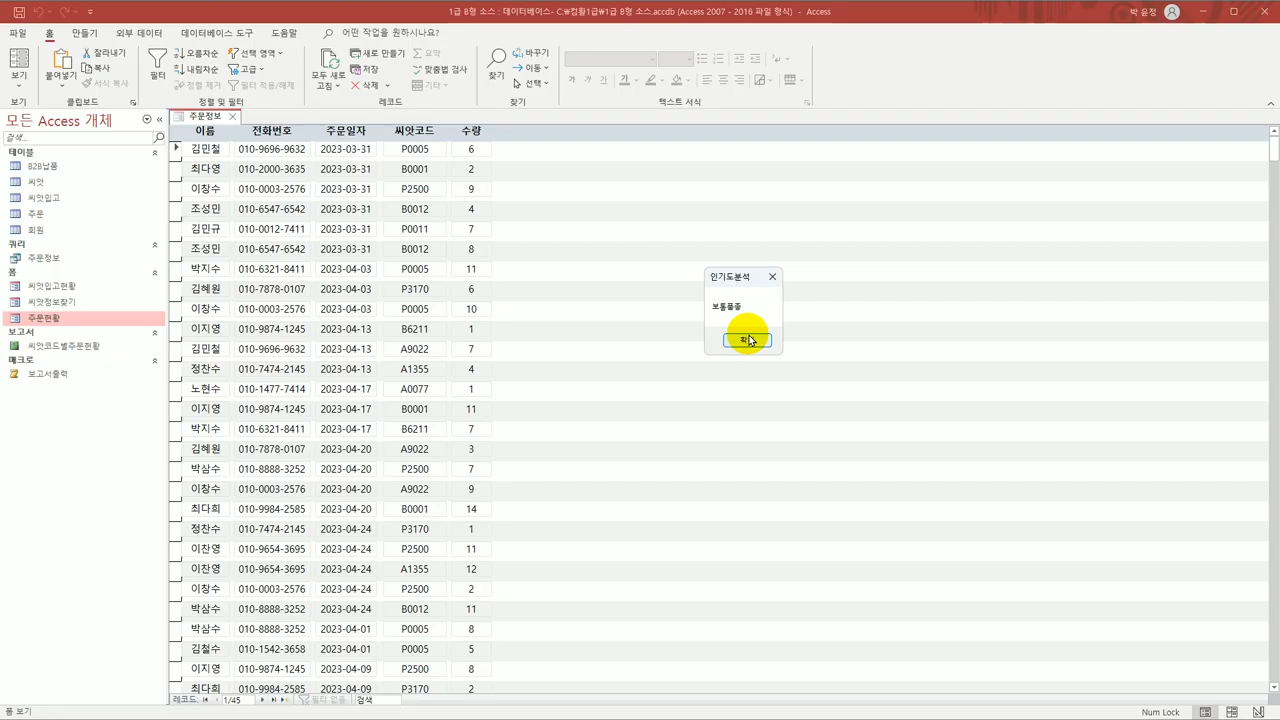 1급 B형 소스 : 데이터베이스- C:￦컴활1급￦1급 B형 소스.accdb (Access 2007 - 2016 파일 형식) - Access
박 윤정
파일 홈 만들기 외부 데이터 데이터베이스 도구 도움말 어떤 작업을 원하시나요?
보기
보기
붙여넣기
잘라내기
복사
서식 복사
클립보드
필터
오름차순
내림차순
정렬 제거
선택 영역
고급
필터 적용/해제
정렬 및 필터
모두 새로 고침
새로 만들기
저장
삭제
요약
맞춤법 검사
기타
레코드
찾기
바꾸기
이동
선택
찾기
가 가 가
텍스트 서식
모든 Access 개체
검색...
테이블
B2B납품
씨앗
씨앗입고
주문
회원
쿼리
주문정보
폼
씨앗입고현황
씨앗정보찾기
주문현황
보고서
씨앗코드별주문현황
매크로
보고서출력
주문정보
이름 전화번호 주문일자 씨앗코드 수량
김민철 010-9696-9632 2023-03-31 P0005 6
최다영 010-2000-3635 2023-03-31 B0001 2
이창수 010-0003-2576 2023-03-31 P2500 9
조성민 010-6547-6542 2023-03-31 B0012 4
김민규 010-0012-7411 2023-03-31 P0011 7
조성민 010-6547-6542 2023-03-31 B0012 8
박지수 010-6321-8411 2023-04-03 P0005 11
김혜원 010-7878-0107 2023-04-03 P3170 6
이창수 010-0003-2576 2023-04-03 P0005 10
이지영 010-9874-1245 2023-04-13 B6211 1
김민철 010-9696-9632 2023-04-13 A9022 7
정찬수 010-7474-2145 2023-04-13 A1355 4
노현수 010-1477-7414 2023-04-17 A0077 1
이지영 010-9874-1245 2023-04-17 B0001 11
박지수 010-6321-8411 2023-04-17 B6211 7
김혜원 010-7878-0107 2023-04-20 A9022 3
박삼수 010-8888-3252 2023-04-20 P2500 7
이창수 010-0003-2576 2023-04-20 A9022 9
최다희 010-9984-2585 2023-04-20 B0001 14
정찬수 010-7474-2145 2023-04-24 P3170 1
이찬영 010-9654-3695 2023-04-24 P2500 11
이찬영 010-9654-3695 2023-04-24 A1355 12
이창수 010-0003-2576 2023-04-24 P2500 2
박삼수 010-8888-3252 2023-04-24 B0012 11
박삼수 010-8888-3252 2023-04-01 P0005 8
김철수 010-1542-3658 2023-04-01 P0005 5
이지영 010-9874-1245 2023-04-09 P2500 8
최다희 010-9984-2585 2023-04-09 P3170 2
인기도분석
보통품종
레코드: 1/45 필터 없음 검색
폼 보기
Num Lock